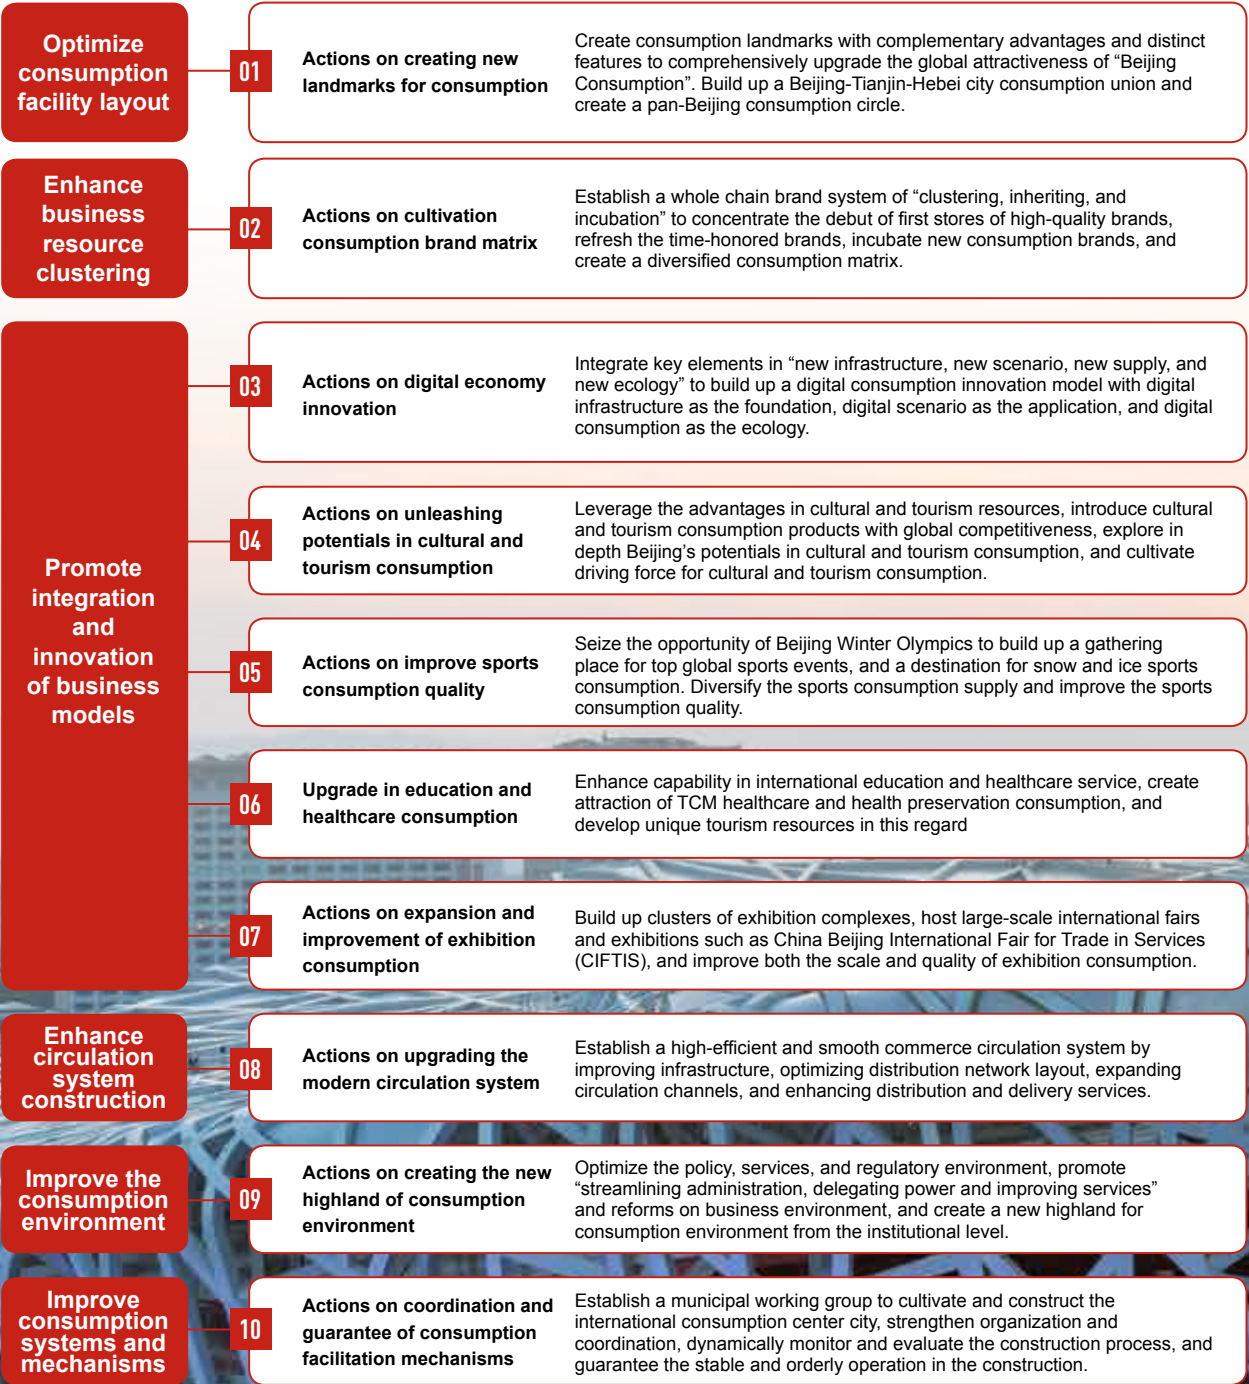 Optimize
consumption
facility layout
01
Actions on creating new
landmarks for consumption
Create consumption landmarks with complementary advantages and distinct
features to comprehensively upgrade the global attractiveness of “Beijing
Consumption”. Build up a Beijing-Tianjin-Hebei city consumption union and
create a pan-Beijing consumption circle.
Enhance
business
resource
clustering
02
Actions on cultivation
consumption brand matrix
Establish a whole chain brand system of “clustering, inheriting, and
incubation” to concentrate the debut of first stores of high-quality brands,
refresh the time-honored brands, incubate new consumption brands, and
create a diversified consumption matrix.
Promote
integration
and
innovation
of business
models
03
Actions on digital economy
innovation
Integrate key elements in “new infrastructure, new scenario, new supply, and
new ecology” to build up a digital consumption innovation model with digital
infrastructure as the foundation, digital scenario as the application, and digital
consumption as the ecology.
04
Actions on unleashing
potentials in cultural and
tourism consumption
Leverage the advantages in cultural and tourism resources, introduce cultural
and tourism consumption products with global competitiveness, explore in
depth Beijing’s potentials in cultural and tourism consumption, and cultivate
driving force for cultural and tourism consumption.
05
Actions on improve sports
consumption quality
Seize the opportunity of Beijing Winter Olympics to build up a gathering
place for top global sports events, and a destination for snow and ice sports
consumption. Diversify the sports consumption supply and improve the sports
consumption quality.
06
Upgrade in education and
healthcare consumption
Enhance capability in international education and healthcare service, create
attraction of TCM healthcare and health preservation consumption, and
develop unique tourism resources in this regard
07
Actions on expansion and
improvement of exhibition
consumption
Build up clusters of exhibition complexes, host large-scale international fairs
and exhibitions such as China Beijing International Fair for Trade in Services
(CIFTIS), and improve both the scale and quality of exhibition consumption.
Enhance
circulation
system
construction
08
Actions on upgrading the
modern circulation system
Establish a high-efficient and smooth commerce circulation system by
improving infrastructure, optimizing distribution network layout, expanding
circulation channels, and enhancing distribution and delivery services.
Improve the
consumption
environment
09
Actions on creating the new
highland of consumption
environment
Optimize the policy, services, and regulatory environment, promote
“streamlining administration, delegating power and improving services”
and reforms on business environment, and create a new highland for
consumption environment from the institutional level.
Improve
consumption
systems and
mechanisms
10
Actions on coordination and
guarantee of consumption
facilitation mechanisms
Establish a municipal working group to cultivate and construct the
international consumption center city, strengthen organization and
coordination, dynamically monitor and evaluate the construction process, and
guarantee the stable and orderly operation in the construction.